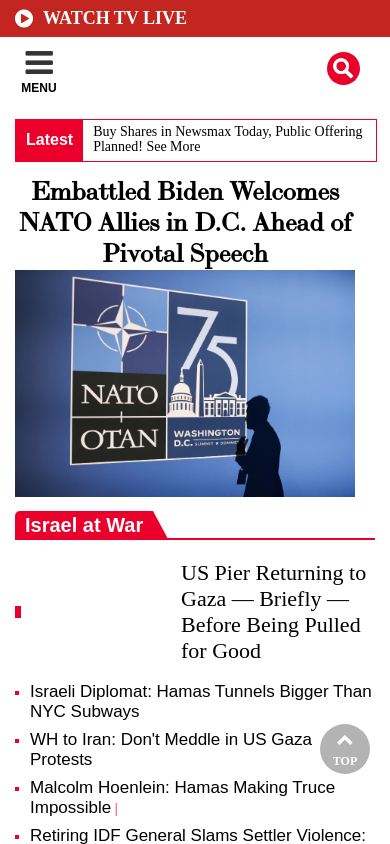 WATCH TV LIVE
MENU
Latest
Buy Shares in Newsmax Today, Public Offering
Planned! See More
Embattled Biden Welcomes
NATO Allies in D.C. Ahead of
Pivotal Speech
NATO
OTAN
75
WASHINGTON
D.C. SUMMIT
Israel at War
US Pier Returning to
Gaza — Briefly —
Before Being Pulled
for Good
Israeli Diplomat: Hamas Tunnels Bigger Than
NYC Subways
WH to Iran: Don't Meddle in US Gaza
Protests
Malcolm Hoenlein: Hamas Making Truce
Impossible |
TOP
Retiring IDF General Slams Settler Violence: